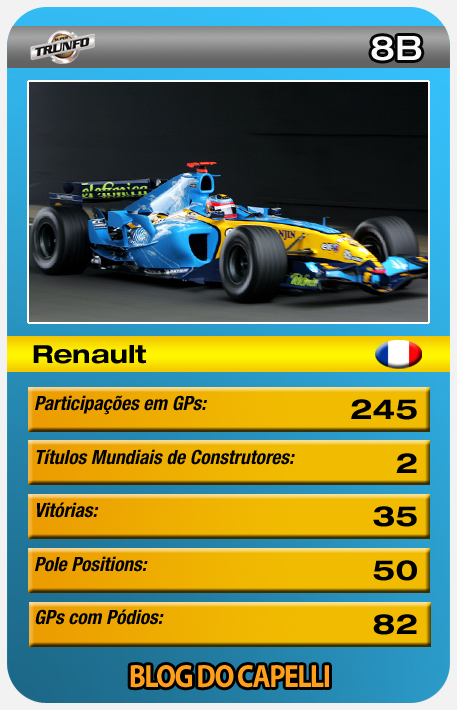 SUPER
TRUNFO
8B
elefónica
Renault
Participações em GPs:
245
Títulos Mundiais de Construtores:
2
Vitórias:
35
Pole Positions:
50
GPs com Pódios:
82
BLOG DO CAPELLI